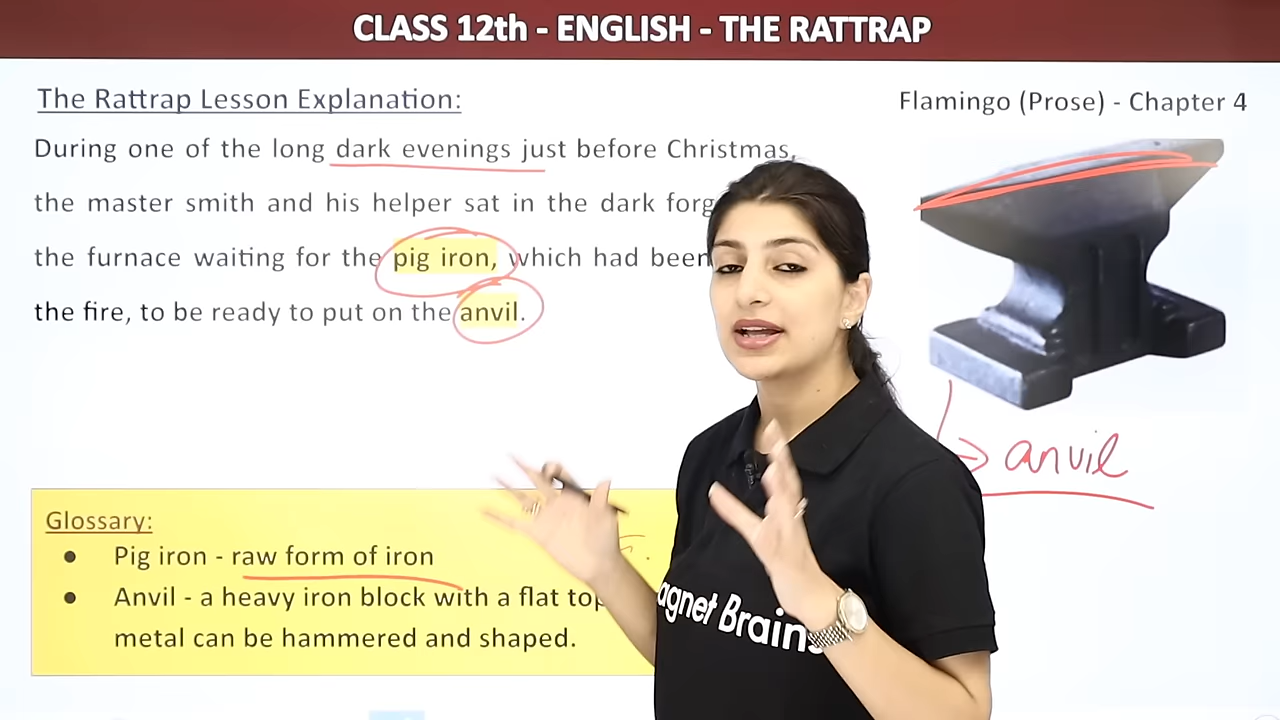 CLASS 12th - ENGLISH - THE RATTRAP
The Rattrap Lesson Explanation:
Flamingo (Prose) - Chapter 4
During one of the long dark evenings just before Christmas,
the master smith and his helper sat in the dark
the furnace waiting for the pig iron, which had been
the fire, to be ready to put on the anvil.
anvil
Glossary:
● Pig iron - raw form of iron
● Anvil - a heavy iron block with a flat top
metal can be hammered and shaped.
Brains